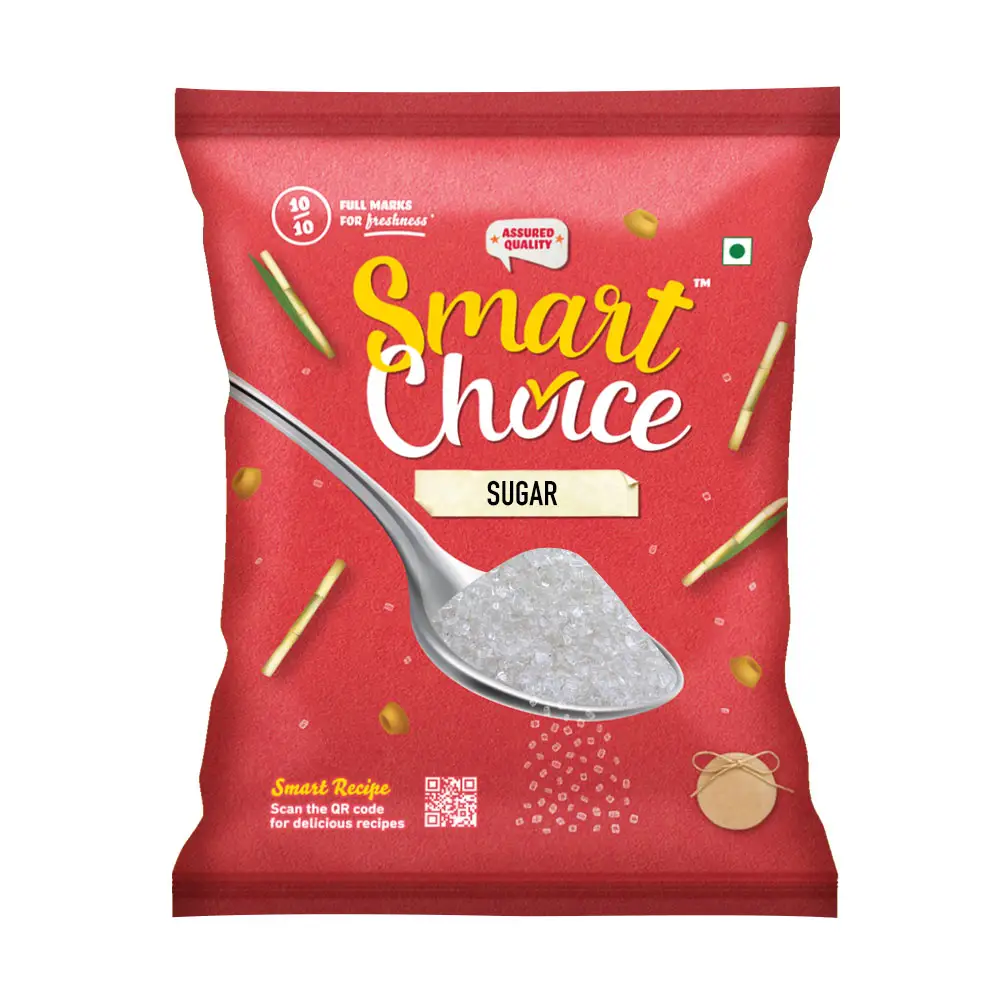 10
10
FULL MARKS
FOR freshness*
ASSURED
QUALITY
Smart™
Choice
SUGAR
Smart Recipe
Scan the QR code
for delicious recipes